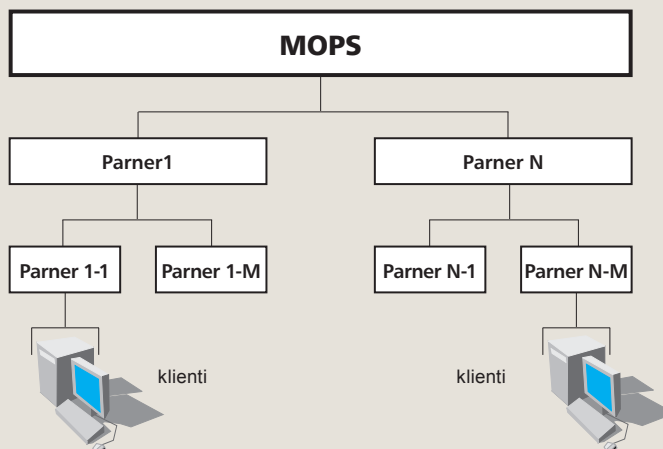 MOPS
Parner1
Parner N
Parner 1-1
Parner 1-M
Parner N-1
Parner N-M
klienti
klienti